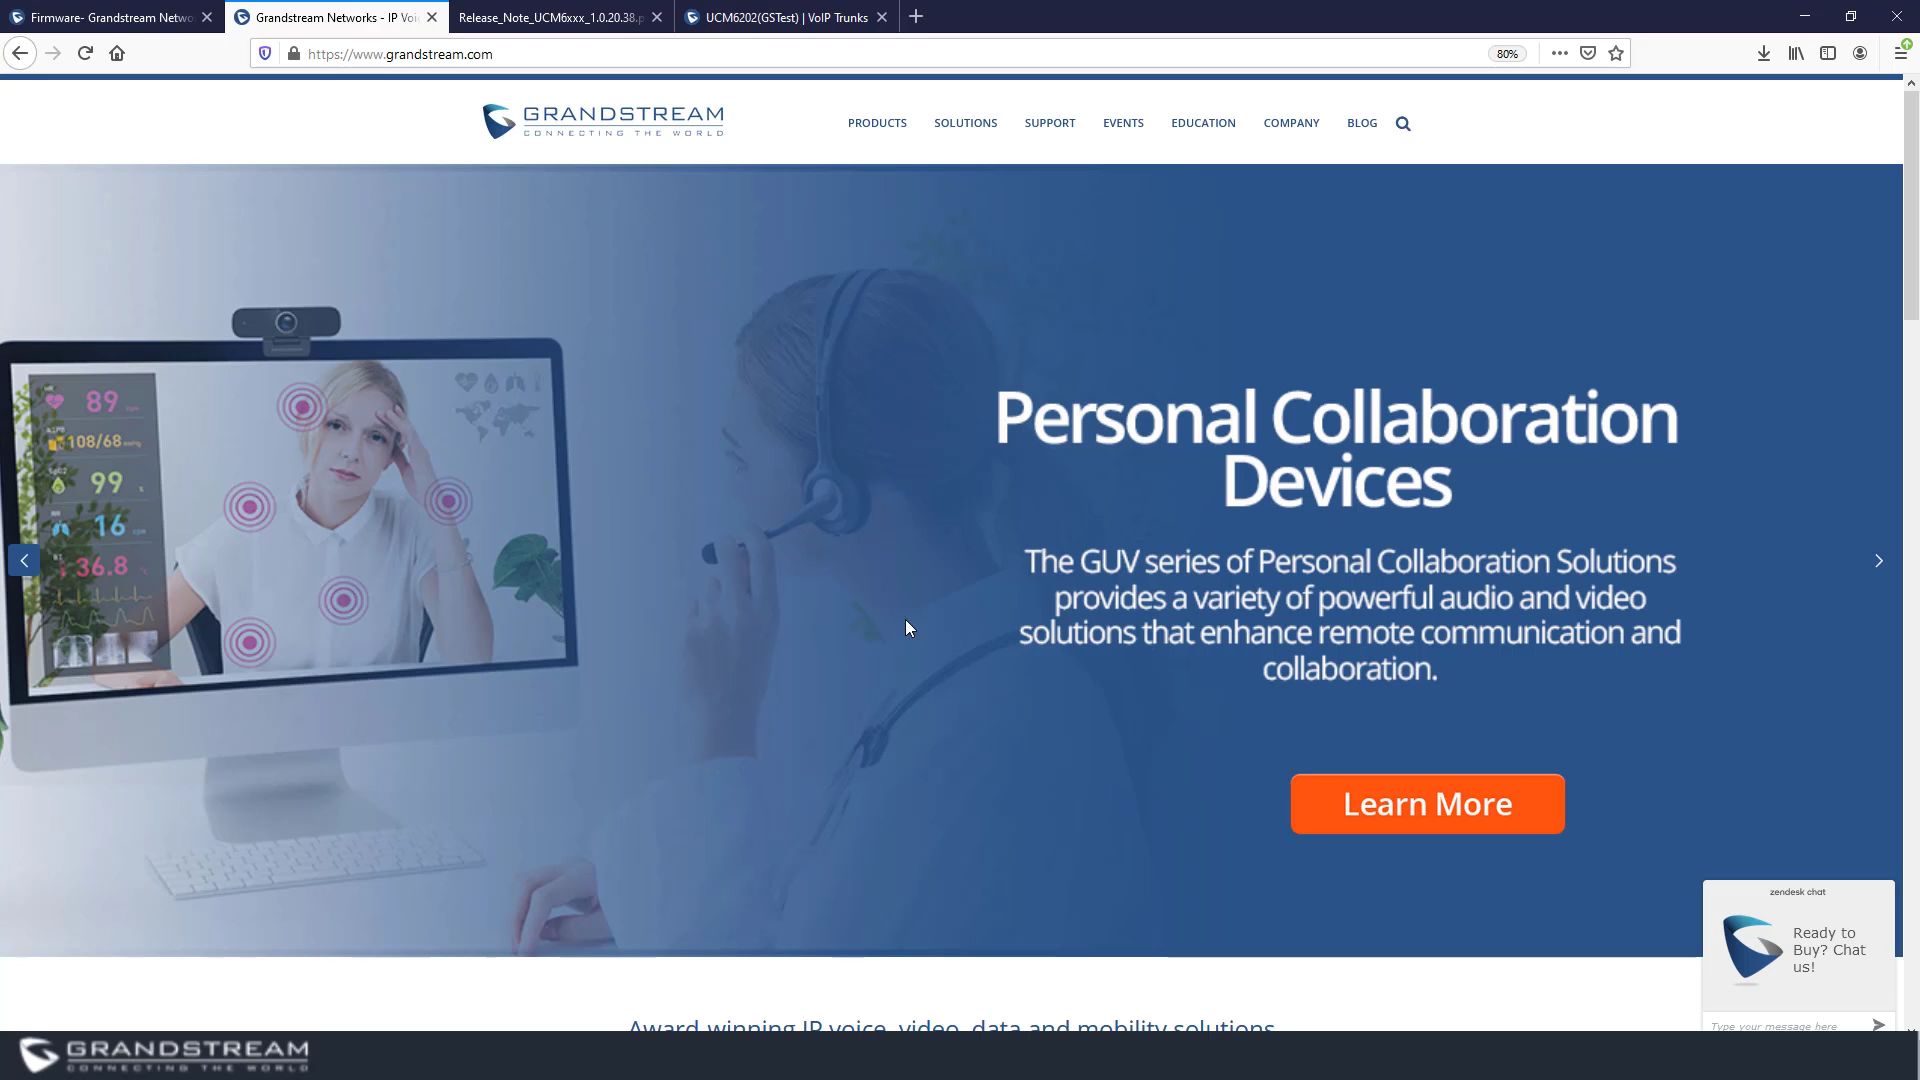 Firmware- Grandstream Netwo
Grandstream Networks - IP Voi
Release_Note_UCM6xxx_1.0.20.38.p
UCM6202(GSTest) | VoIP Trunks
https://www.grandstream.com
80%
GRANDSTREAM
CONNECTING THE WORLD
PRODUCTS
SOLUTIONS
SUPPORT
EVENTS
EDUCATION
COMPANY
BLOG
89
108/68
99
16
36.8
Personal Collaboration
Devices
The GUV series of Personal Collaboration Solutions
provides a variety of powerful audio and video
solutions that enhance remote communication and
collaboration.
Learn More
zendesk chat
Ready to
Buy? Chat
us!
Type your message here
Award-winning IP voice, video, data and mobility solutions
GRANDSTREAM
CONNECTING THE WORLD